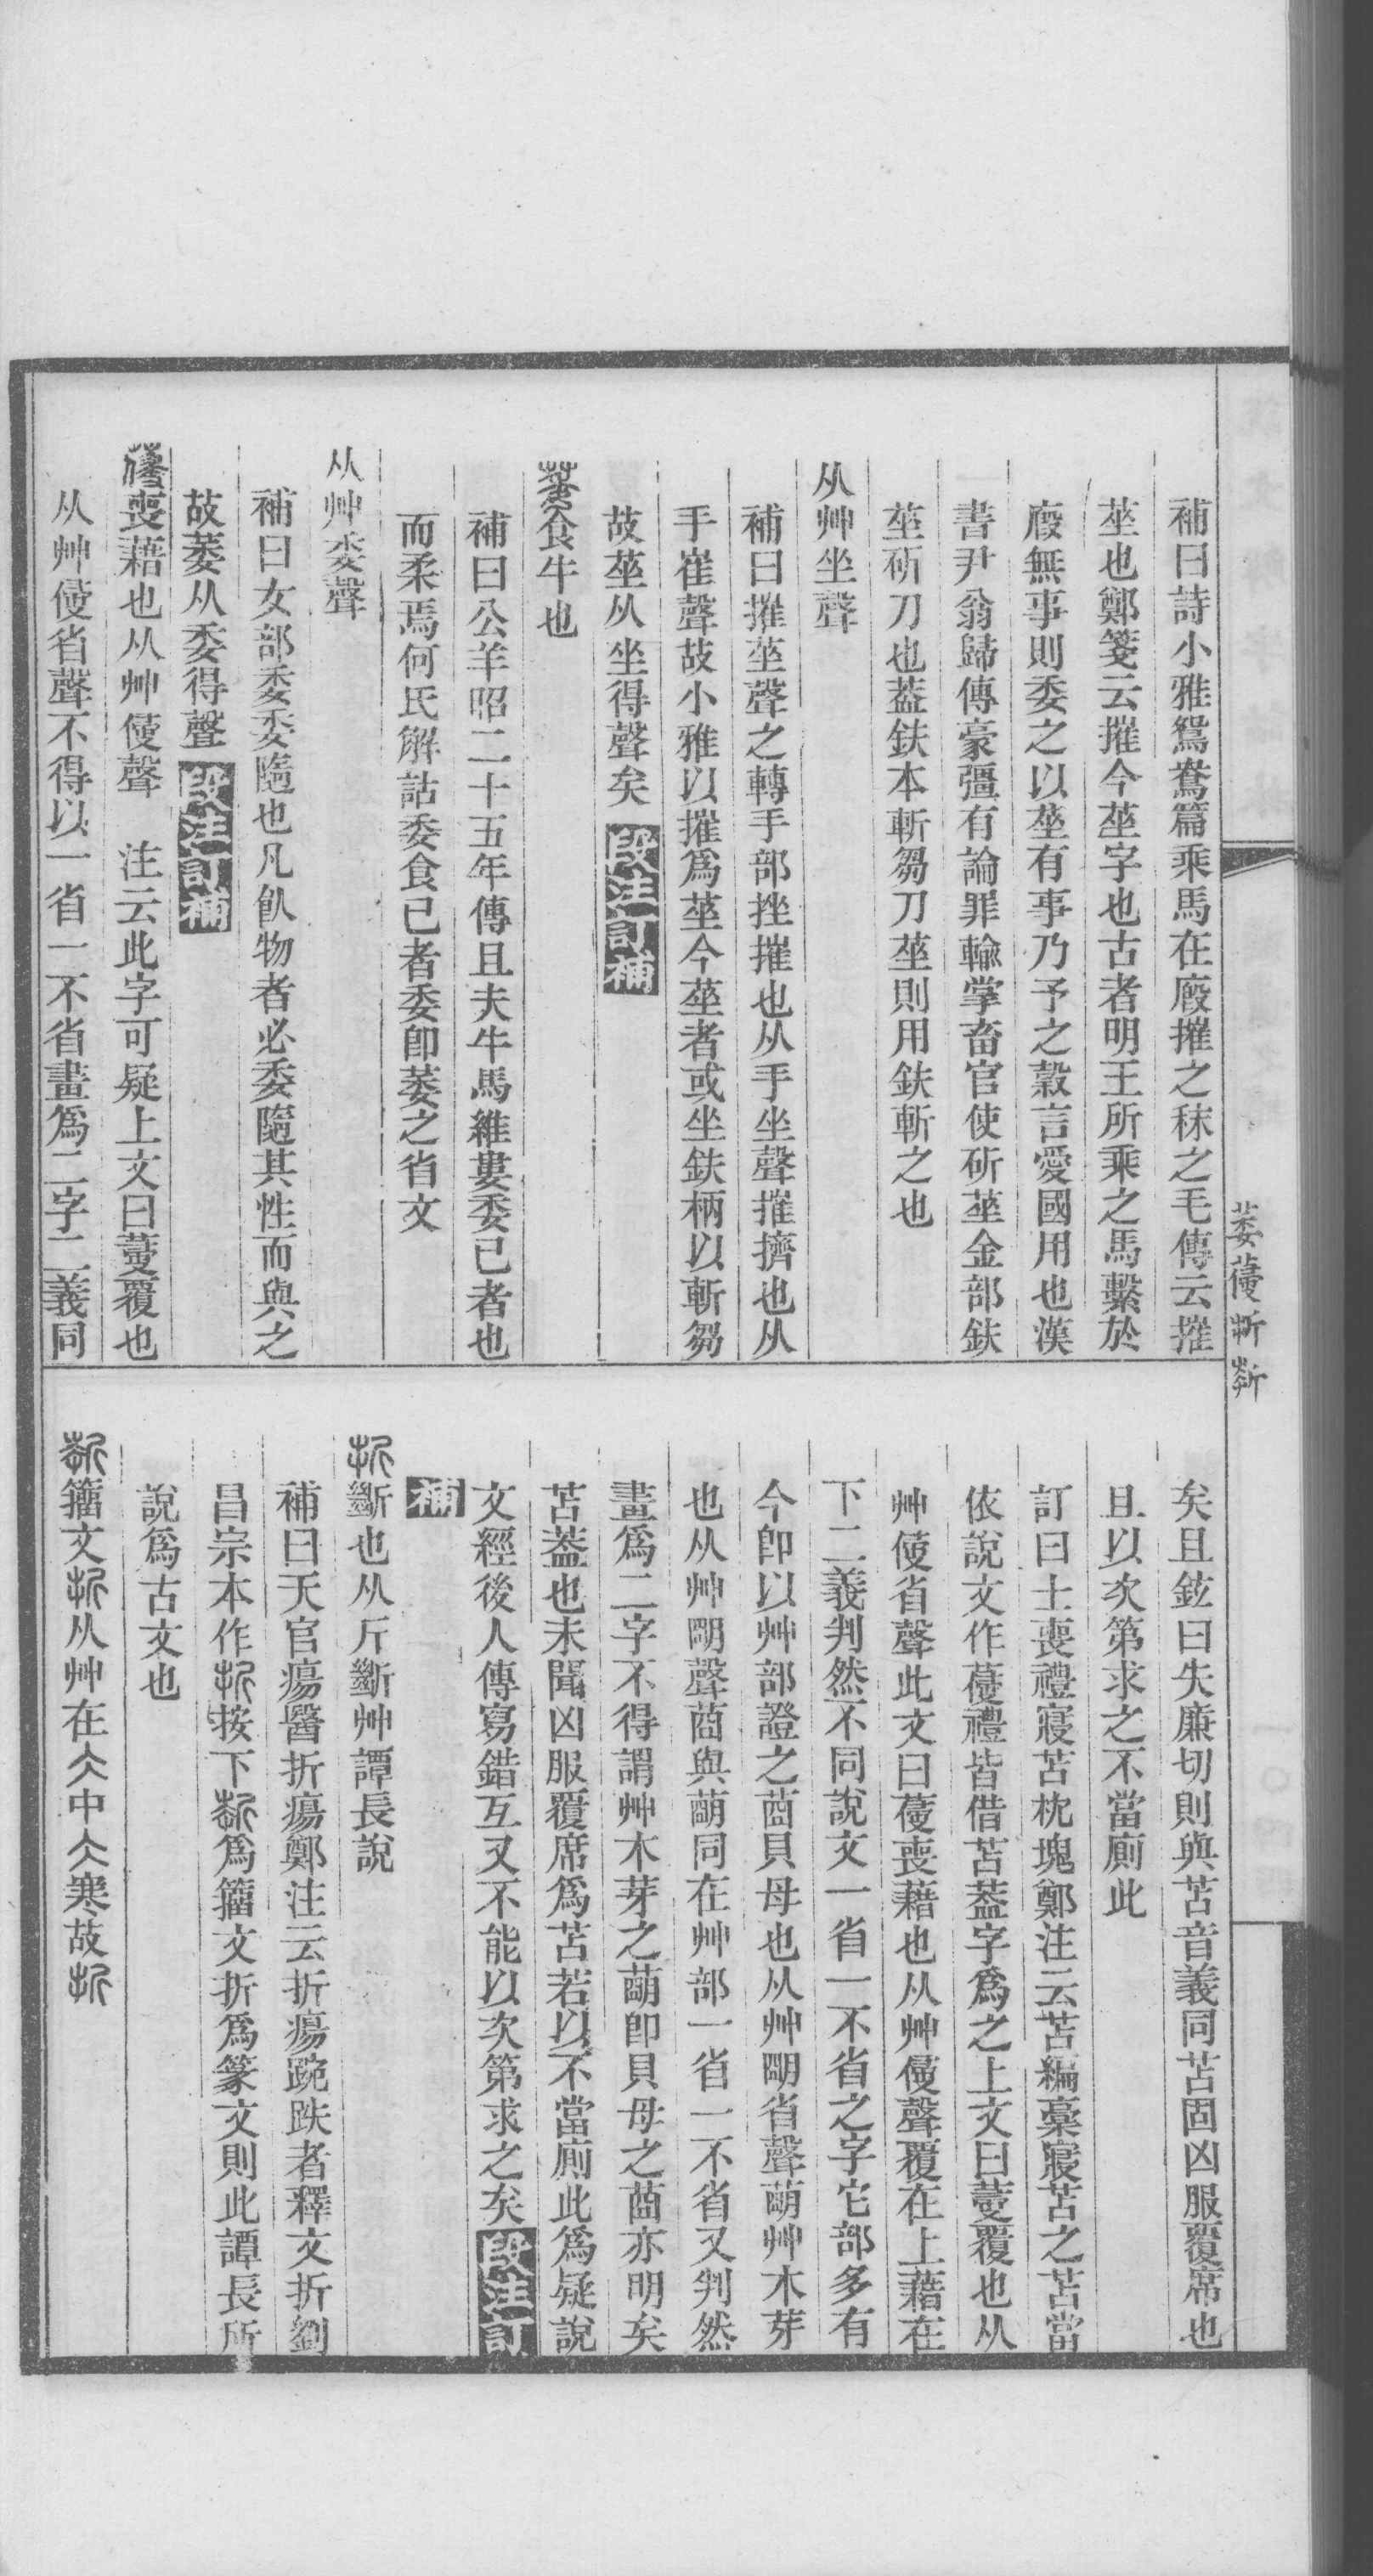 補曰詩小雅鴛鴦篇乘馬在廄摧之秣之毛傳云摧
莝也鄭箋云摧今莝字也古者明王所乘之馬繫於
廄無事則委之以莝有事乃予之穀言愛國用也漢
書尹翁歸傳豪彊有論罪輸掌畜官使斫莝金部鈇
莝斫刀也葢鈇本斬芻刀莝則用鈇斬之也
从艸坐聲
補曰摧莝聲之轉手部挫摧也从手坐聲摧擠也从
手崔聲故小雅以摧爲莝今莝者或坐鈇柄以斬芻
故莝从坐得聲矣 段注訂補
萎食牛也
補曰公羊昭二十五年傳且夫牛馬維婁委已者也
而柔焉何氏解詁委食已者委卽萎之省文
从艸委聲
補曰女部委委隨也凡飤物者必委隨其性而與之
故萎从委得聲 段注訂補
喪藉也从艸侵聲 注云此字可疑上文曰葠覆也
从艸侵省聲不得以一省一不省畫爲二字二義同
矣且鉉曰失廉切則與苫音義同苫固凶服覆席也
且以次第求之不當廁此
訂曰士喪禮寢苫枕塊鄭注云苫編藁寢苫之苫當
依說文作葠禮皆借苫葢字爲之上文曰葠覆也从
艸侵省聲此文曰葠喪藉也从艸侵聲覆在上藉在
下二義判然不同說文一省一不省之字它部多有
今卽以艸部證之莔貝母也从艸朙省聲萌艸木芽
也从艸朙聲莔與萌同在艸部一省一不省又判然
畫爲二字不得謂艸木芽之萌卽貝母之莔亦明矣
苫葢也未聞凶服覆席爲苫若以不當廁此爲疑說
文經後人傳寫錯互又不能以次第求之矣 段注訂
補
斷也从斤斷艸譚長說
補曰天官瘍醫折瘍鄭注云折瘍踠跌者釋文折劉
昌宗本作㪿按下爲籒文折爲篆文則此譚長所
說爲古文也
籒文㪿从艸在仌中仌寒故㪿
萎葠㪿